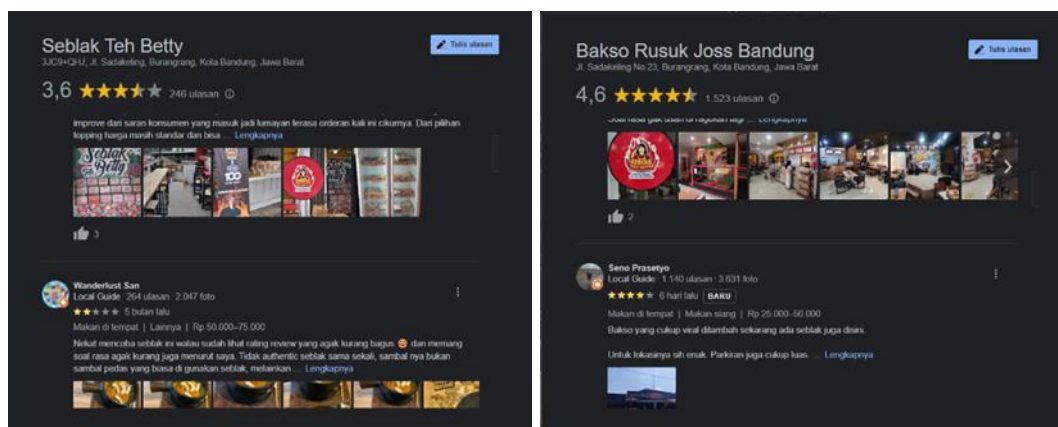 Seblak Teh Betty
3JC9+QHJ, Jl. Sadakeling, Burangrang, Kota Bandung, Jawa Barat
Tulis ulasan
3,6
246 ulasan
improve dari saran konsumen yang masuk jadi lumayan terasa orderan kali ini cikurnya. Dari pilihan
topping harga masih standar dan bisa ... Lengkapnya
Seblak
Betty
100
3
Wanderlust San
Local Guide · 264 ulasan · 2.047 foto
5 bulan lalu
Makan di tempat | Lainnya | Rp 50.000–75.000
Nekat mencoba seblak ini walau sudah lihat rating review yang agak kurang bagus dan memang
soal rasa agak kurang juga menurut saya. Tidak authentic seblak sama sekali, sambal nya bukan
sambal pedas yang biasa di gunakan seblak, melainkan ... Lengkapnya
Bakso Rusuk Joss Bandung
Jl. Sadakeling No.23, Burangrang, Kota Bandung, Jawa Barat
Tulis ulasan
4,6
1.523 ulasan
Lengkapnya
2
Seno Prasetyo
Local Guide · 1.140 ulasan · 3.631 foto
6 hari lalu BARU
Makan di tempat | Makan siang | Rp 25.000–50.000
Bakso yang cukup viral ditambah sekarang ada seblak juga disini.
Untuk lokasinya sih enak. Parkiran juga cukup luas. ... Lengkapnya